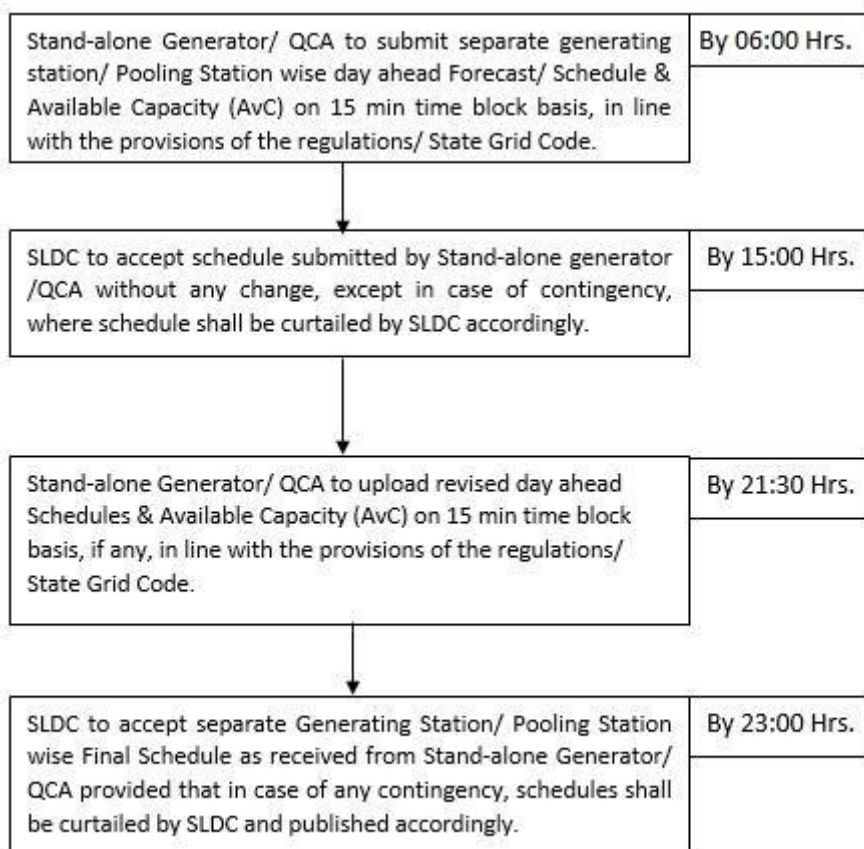 Stand-alone Generator/ QCA to submit separate generating
station/ Pooling Station wise day ahead Forecast/ Schedule &
Available Capacity (AvC) on 15 min time block basis, in line
with the provisions of the regulations/ State Grid Code.
By 06:00 Hrs.
SLDC to accept schedule submitted by Stand-alone generator
/QCA without any change, except in case of contingency,
where schedule shall be curtailed by SLDC accordingly.
By 15:00 Hrs.
Stand-alone Generator/ QCA to upload revised day ahead
Schedules & Available Capacity (AvC) on 15 min time block
basis, if any, in line with the provisions of the regulations/
State Grid Code.
By 21:30 Hrs.
SLDC to accept separate Generating Station/ Pooling Station
wise Final Schedule as received from Stand-alone Generator/
QCA provided that in case of any contingency, schedules shall
be curtailed by SLDC and published accordingly.
By 23:00 Hrs.